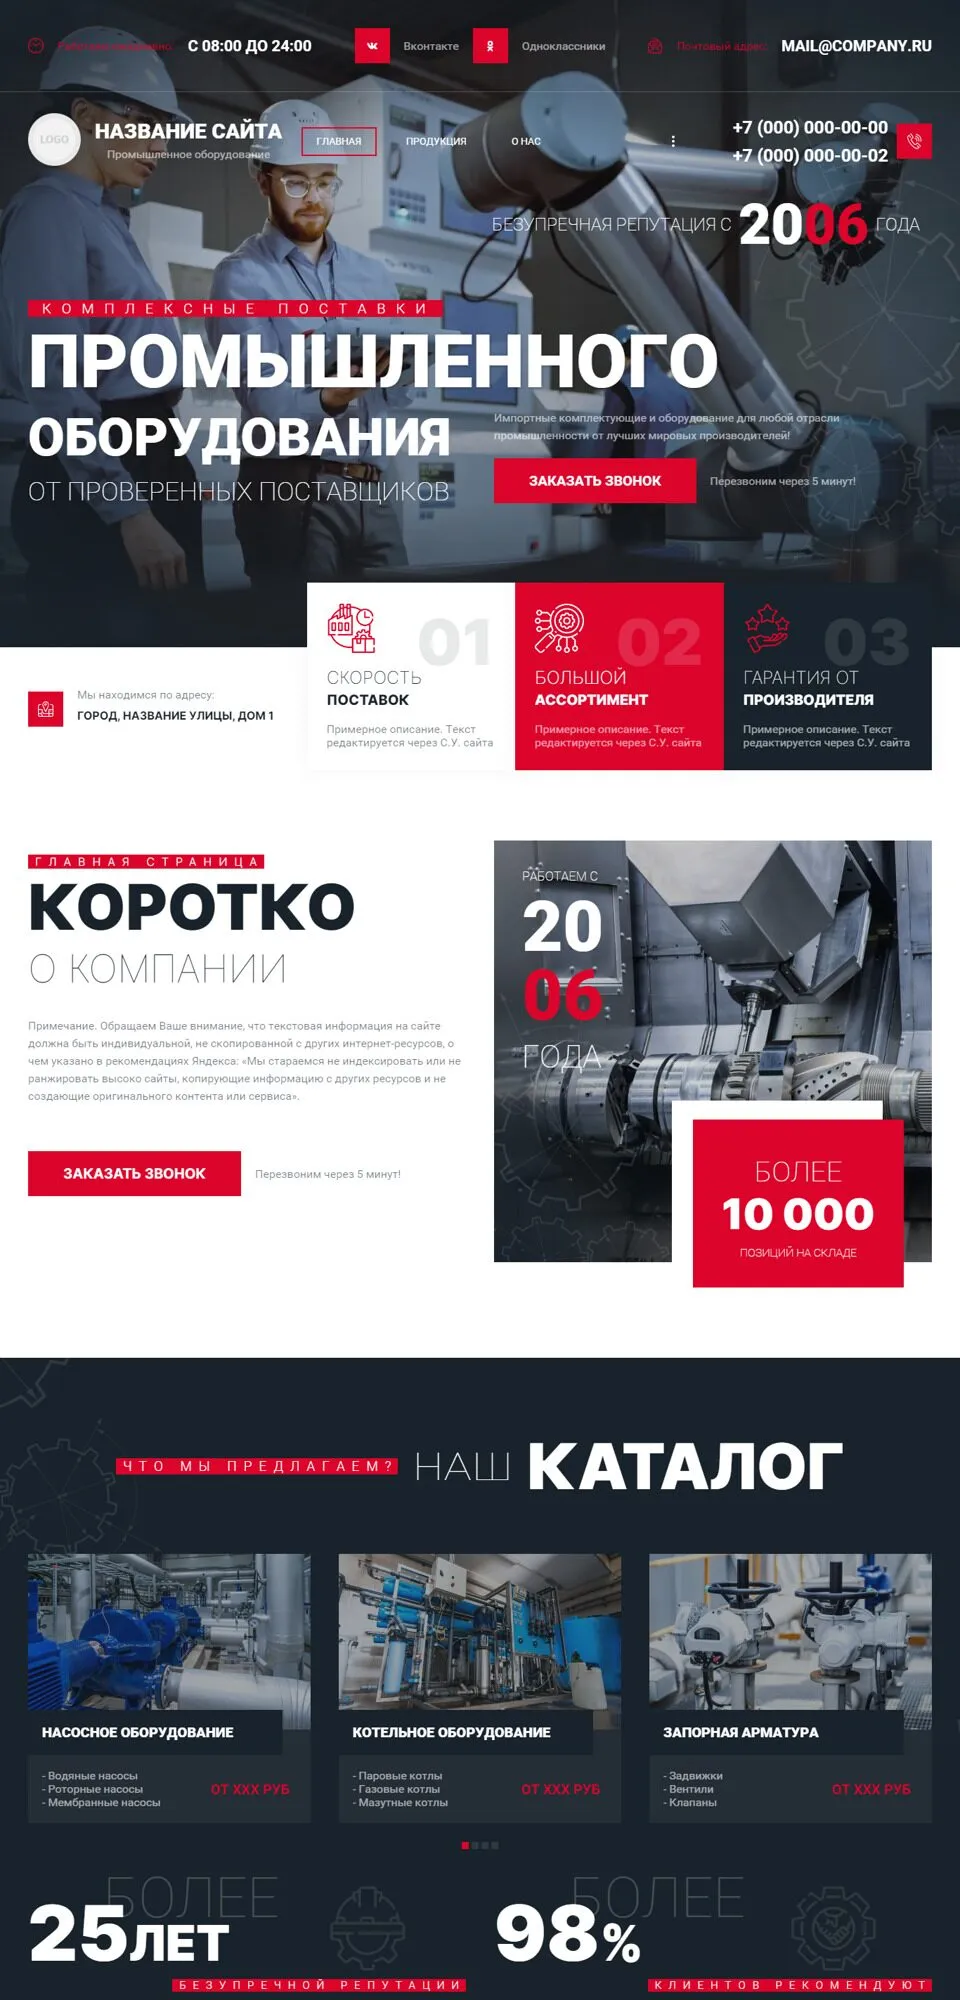 Работаем ежедневно: С 08:00 ДО 24:00
Вконтакте
Одноклассники
Почтовый адрес: MAIL@COMPANY.RU
LOGO
НАЗВАНИЕ САЙТА
Промышленное оборудование
ГЛАВНАЯ
ПРОДУКЦИЯ
О НАС
+7 (000) 000-00-00
+7 (000) 000-00-02
БЕЗУПРЕЧНАЯ РЕПУТАЦИЯ С 2006 ГОДА
КОМПЛЕКСНЫЕ ПОСТАВКИ
ПРОМЫШЛЕННОГО
ОБОРУДОВАНИЯ
ОТ ПРОВЕРЕННЫХ ПОСТАВЩИКОВ
Импортные комплектующие и оборудование для любой отрасли
промышленности от лучших мировых производителей!
ЗАКАЗАТЬ ЗВОНОК
Перезвоним через 5 минут!
Мы находимся по адресу:
ГОРОД, НАЗВАНИЕ УЛИЦЫ, ДОМ 1
01
СКОРОСТЬ
ПОСТАВОК
Примерное описание. Текст
редактируется через С.У. сайта
02
БОЛЬШОЙ
АССОРТИМЕНТ
Примерное описание. Текст
редактируется через С.У. сайта
03
ГАРАНТИЯ ОТ
ПРОИЗВОДИТЕЛЯ
Примерное описание. Текст
редактируется через С.У. сайта
ГЛАВНАЯ СТРАНИЦА
КОРОТКО
О КОМПАНИИ
Примечание. Обращаем Ваше внимание, что текстовая информация на сайте
должна быть индивидуальной, не скопированной с других интернет-ресурсов, о
чем указано в рекомендациях Яндекса: «Мы стараемся не индексировать или не
ранжировать высоко сайты, копирующие информацию с других ресурсов и не
создающие оригинального контента или сервиса».
ЗАКАЗАТЬ ЗВОНОК
Перезвоним через 5 минут!
РАБОТАЕМ С
20
06
ГОДА
БОЛЕЕ
10 000
ПОЗИЦИЙ НА СКЛАДЕ
ЧТО МЫ ПРЕДЛАГАЕМ?
НАШ КАТАЛОГ
НАСОСНОЕ ОБОРУДОВАНИЕ
- Водяные насосы
- Роторные насосы
- Мембранные насосы
ОТ ХХХ РУБ
КОТЕЛЬНОЕ ОБОРУДОВАНИЕ
- Паровые котлы
- Газовые котлы
- Мазутные котлы
ОТ ХХХ РУБ
ЗАПОРНАЯ АРМАТУРА
- Задвижки
- Вентили
- Клапаны
ОТ ХХХ РУБ
БОЛЕЕ
25 ЛЕТ
БЕЗУПРЕЧНОЙ РЕПУТАЦИИ
БОЛЕЕ
98%
КЛИЕНТОВ РЕКОМЕНДУЮТ